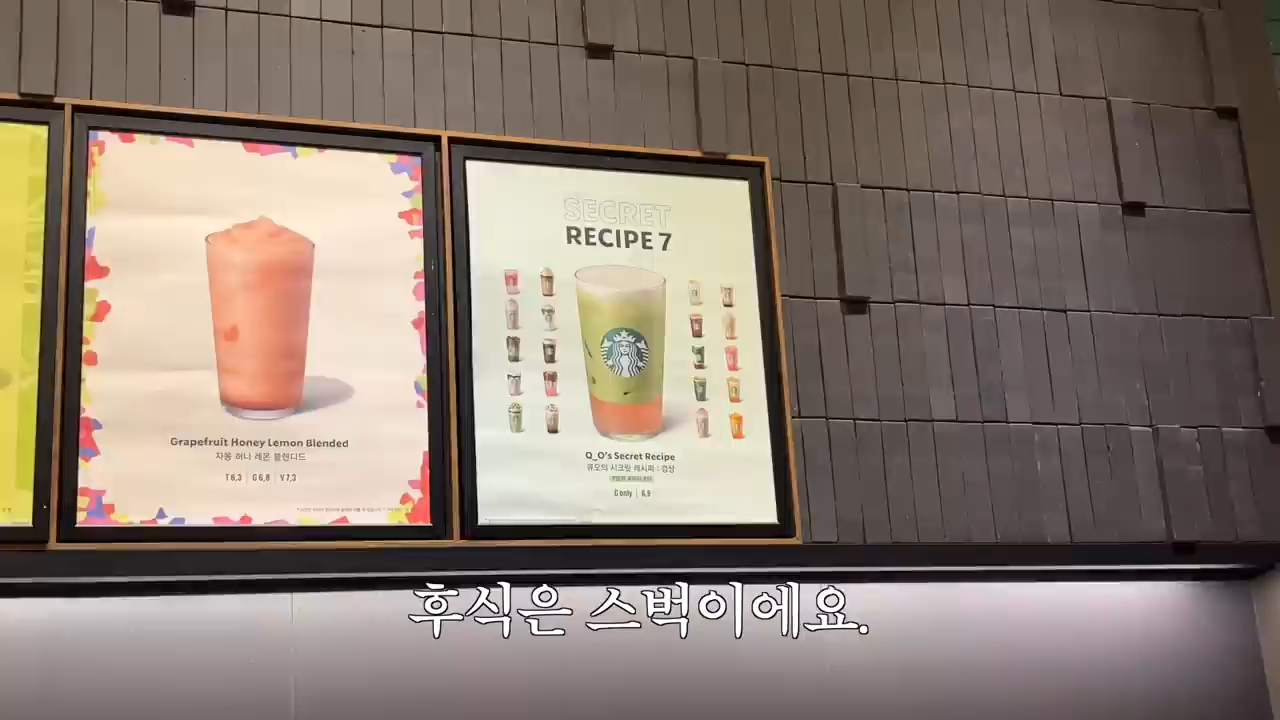 Grapefruit Honey Lemon Blended
자몽 허니 레몬 블렌디드
T 6,3 | G 6,8 | V 7,3
SECRET
RECIPE 7
Q_O's Secret Recipe
큐오의 시크릿 레시피 :
G only | 6,9
후식은 스벅이에요.